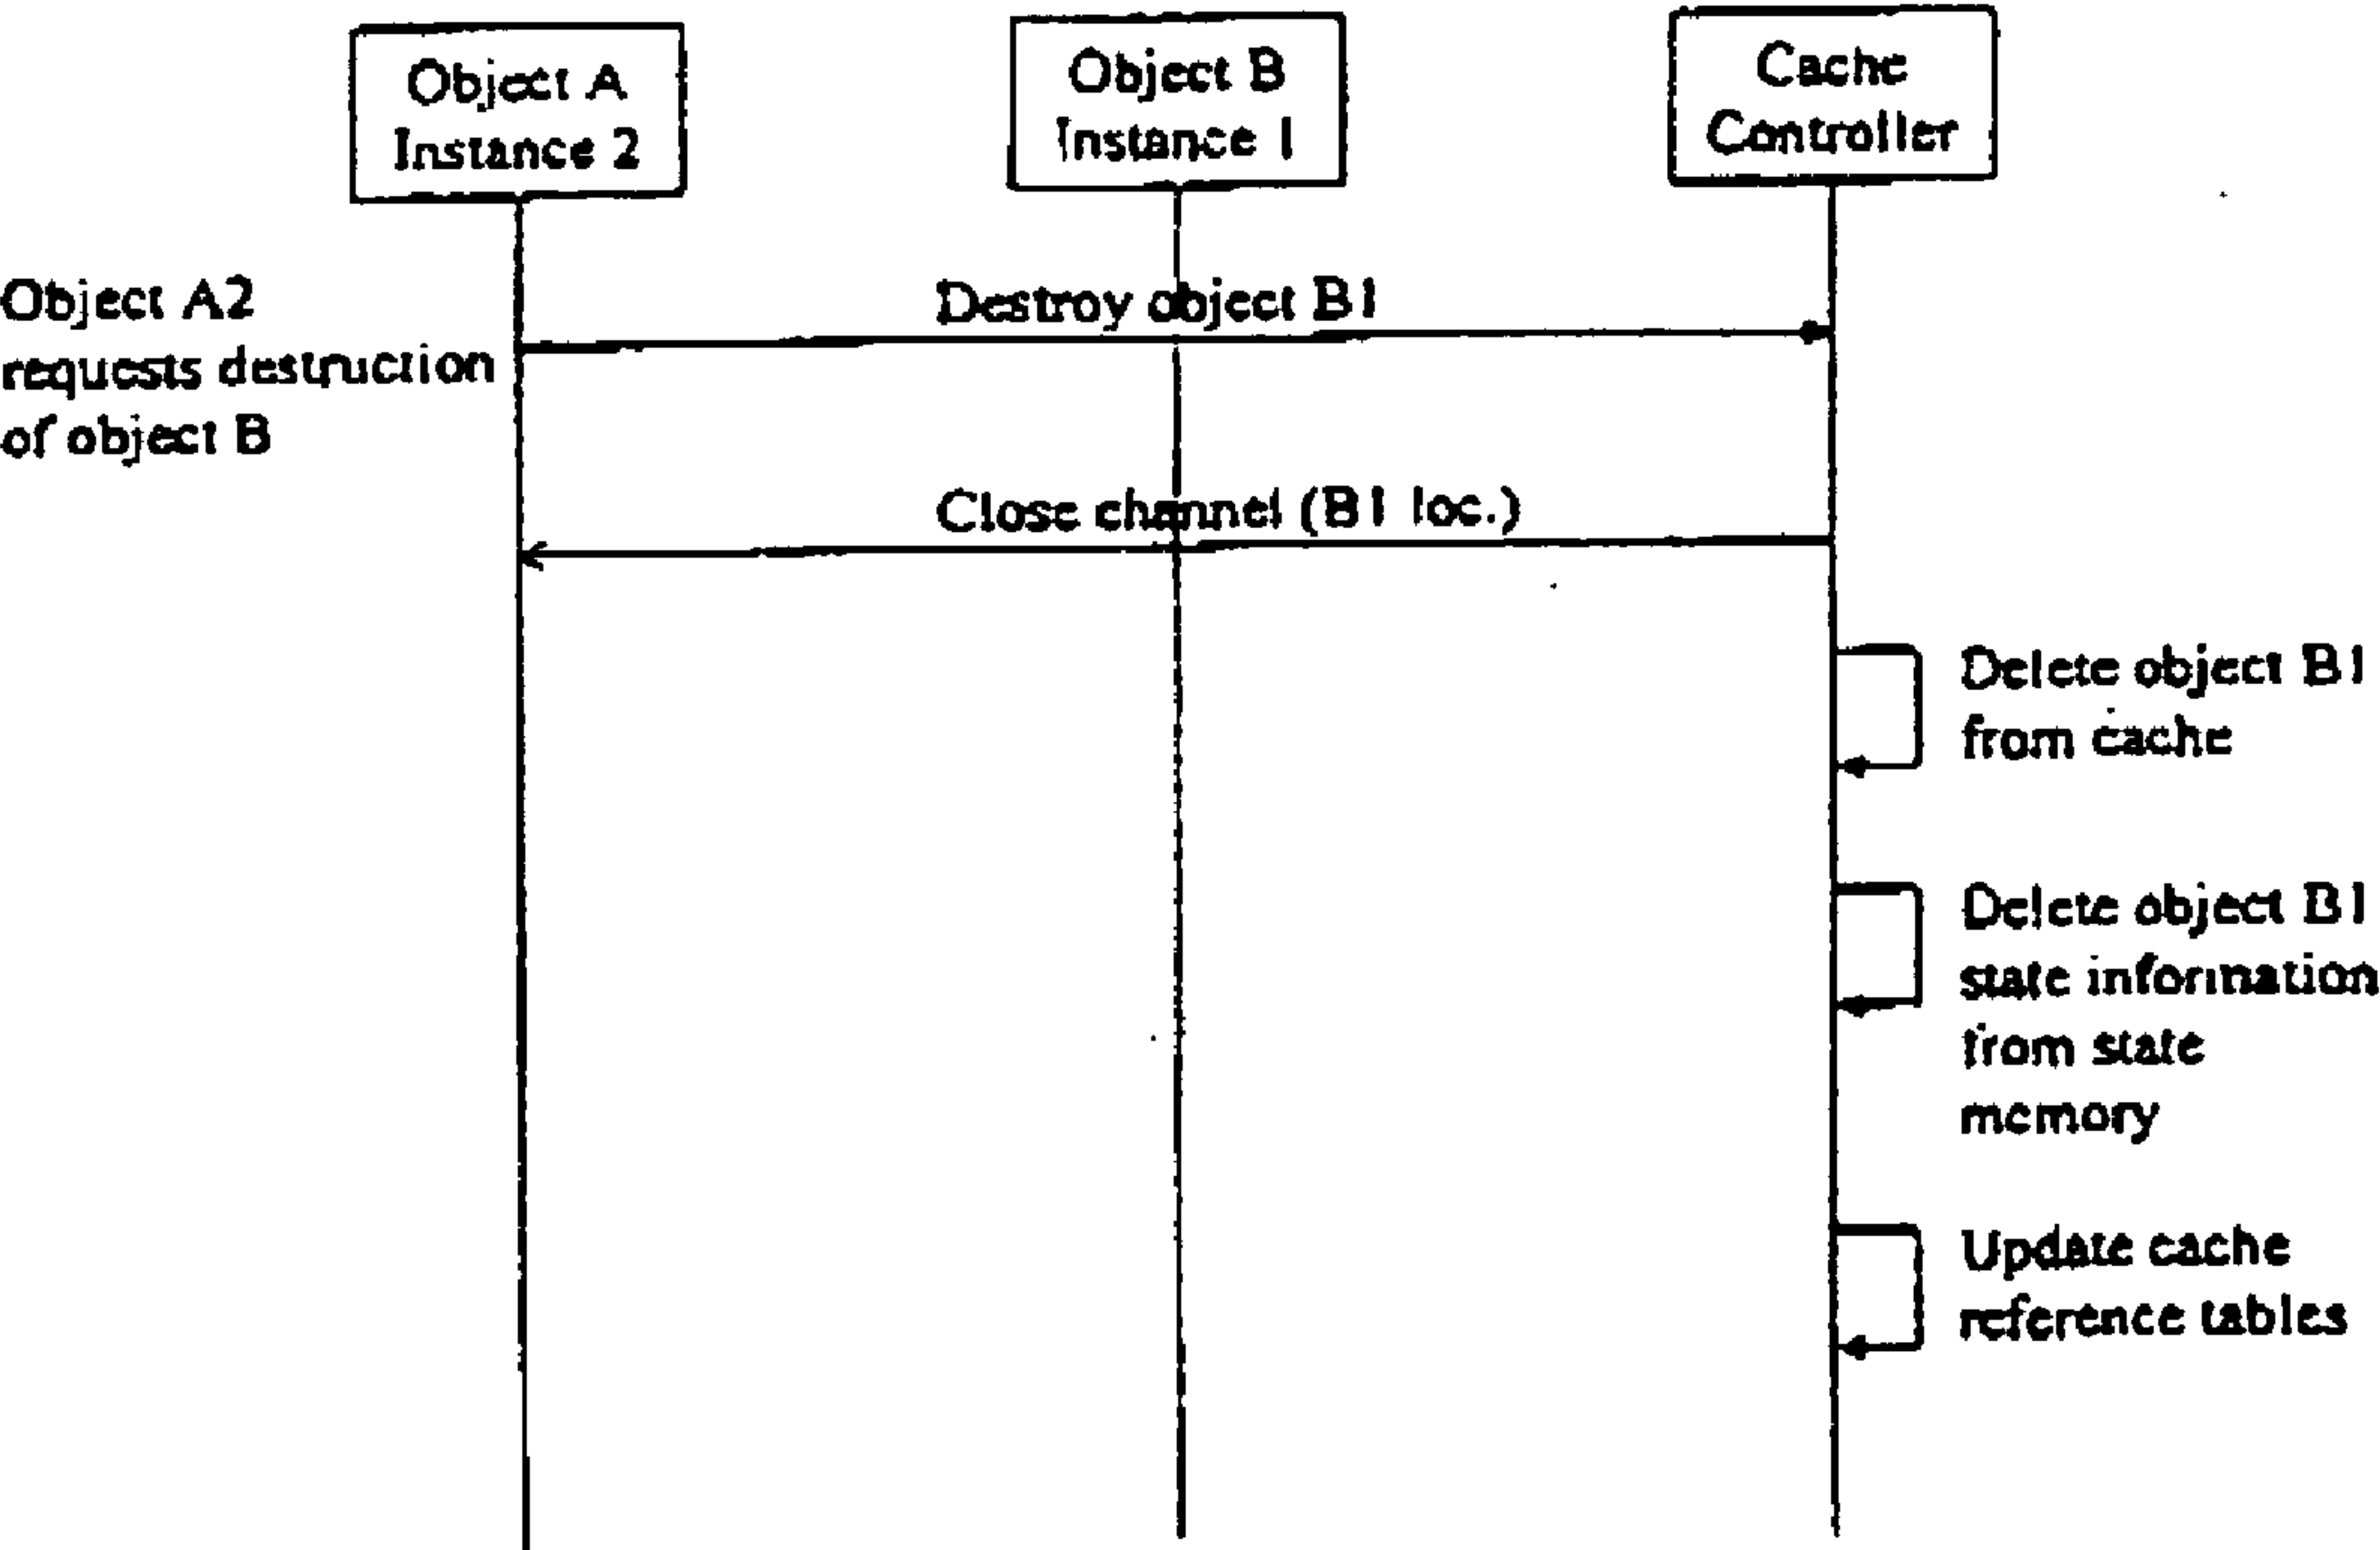 Object A
Instance 2
Object B
Instance 1
Cache
Controller
Object A2
requests destruction
of object B
Destroy object B1
Close channel (B1 loc.)
Delete object B1
from cache
Delete object B1
state information
from state
memory
Update cache
reference tables